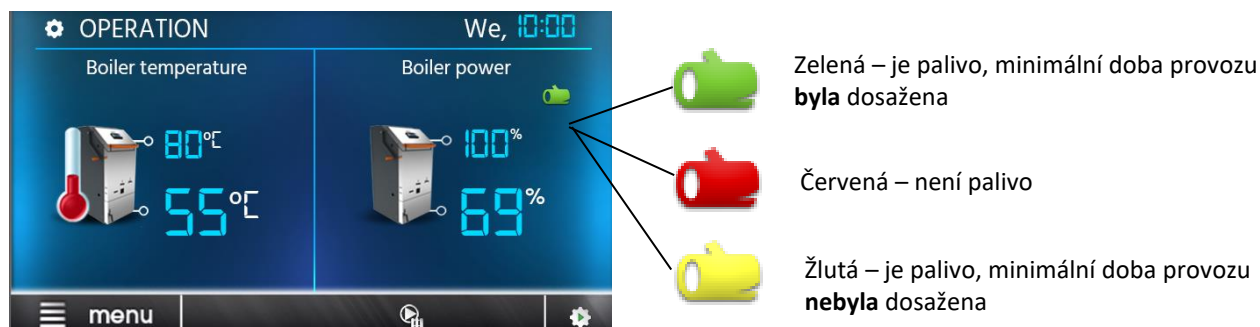 OPERATION
We, 10:00
Boiler temperature
Boiler power
80°C
55°C
100%
69%
menu
Zelená – je palivo, minimální doba provozu
byla dosažena
Červená – není palivo
Žlutá – je palivo, minimální doba provozu
nebyla dosažena